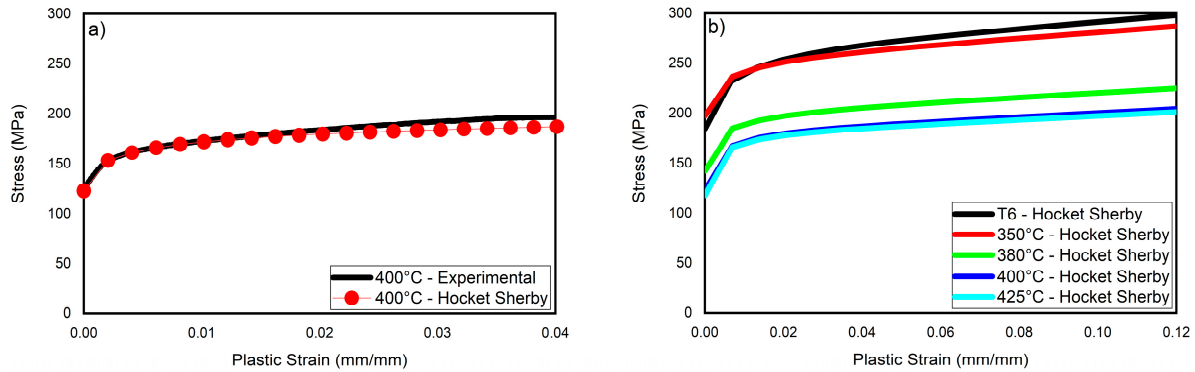 a)
300
250
200
150
100
50
0
Stress (MPa)
0.00
0.01
0.02
0.03
0.04
Plastic Strain (mm/mm)
400°C - Experimental
400°C - Hocket Sherby
b)
300
250
200
150
100
50
0
Stress (MPa)
0.00
0.02
0.04
0.06
0.08
0.10
0.12
Plastic Strain (mm/mm)
T6 - Hocket Sherby
350°C - Hocket Sherby
380°C - Hocket Sherby
400°C - Hocket Sherby
425°C - Hocket Sherby